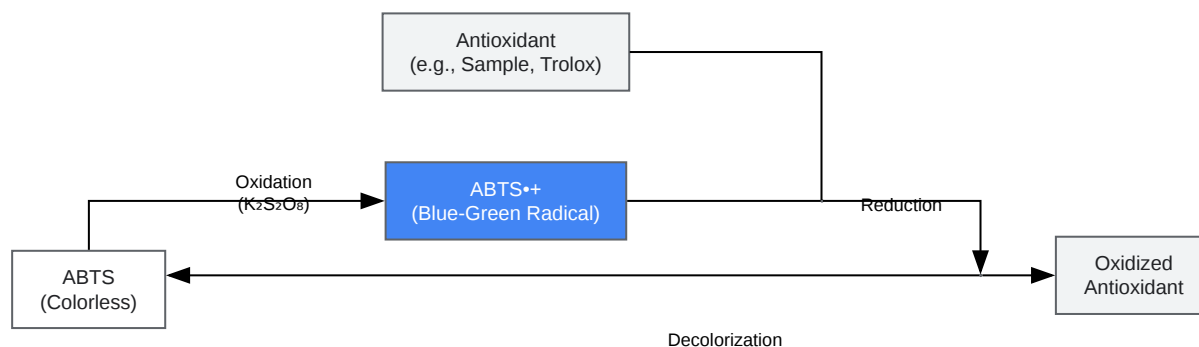 Antioxidant
(e.g., Sample, Trolox)
Oxidation
(K₂S₂O₈)
ABTS•+
(Blue-Green Radical)
Reduction
ABTS
(Colorless)
Oxidized
Antioxidant
Decolorization